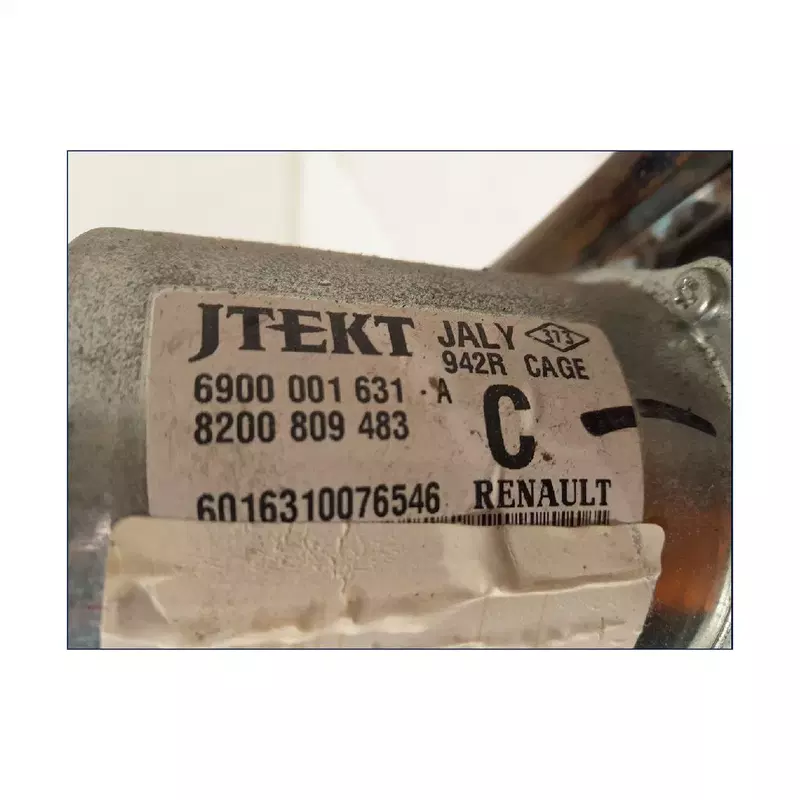 JTEKT JALY 373
942R CAGE
6900 001 631 A
8200 809 483 C
6016310076546 RENAULT